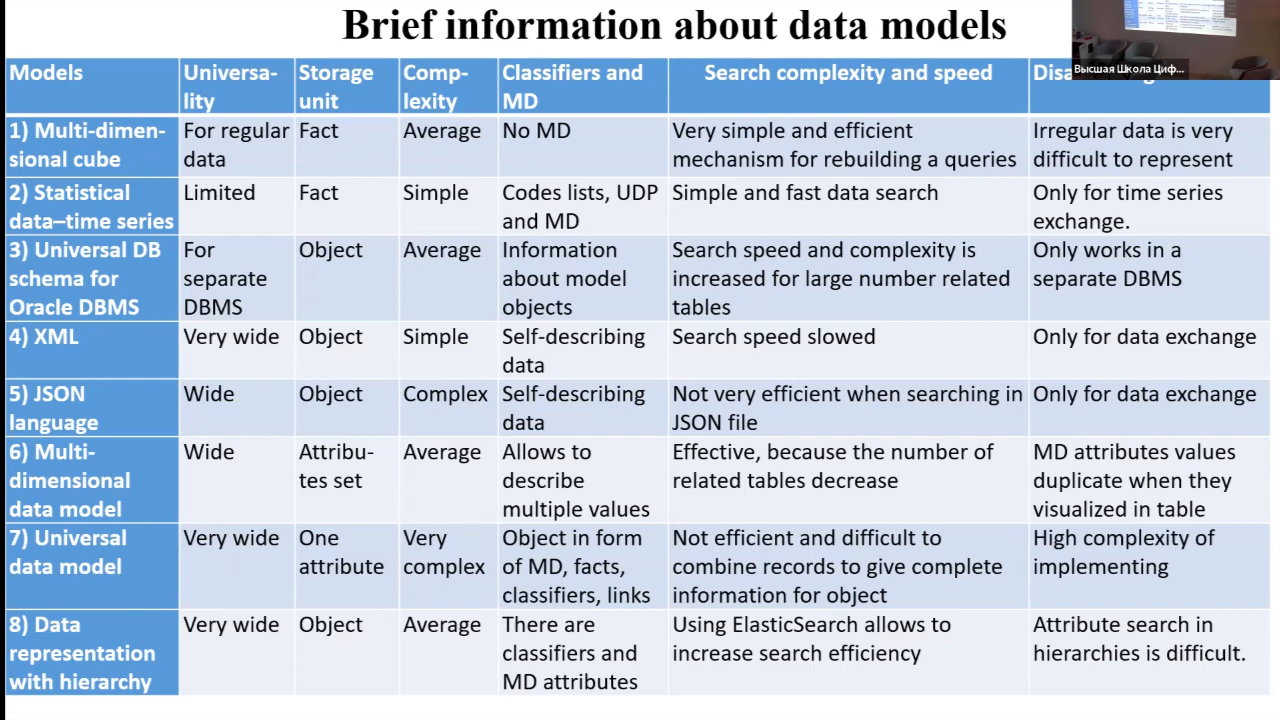 Brief information about data models
Высшая Школа Циф...
Models
Universa-
lity
Storage
unit
Comp-
lexity
Classifiers and
MD
Search complexity and speed
1) Multi-dimen-
sional cube
For regular
data
Fact
Average
No MD
Very simple and efficient
mechanism for rebuilding a queries
Irregular data is very
difficult to represent
2) Statistical
data–time series
Limited
Fact
Simple
Codes lists, UDP
and MD
Simple and fast data search
Only for time series
exchange.
3) Universal DB
schema for
Oracle DBMS
For
separate
DBMS
Object
Average
Information
about model
objects
Search speed and complexity is
increased for large number related
tables
Only works in a
separate DBMS
4) XML
Very wide
Object
Simple
Self-describing
data
Search speed slowed
Only for data exchange
5) JSON
language
Wide
Object
Complex
Self-describing
data
Not very efficient when searching in
JSON file
Only for data exchange
6) Multi-
dimensional
data model
Wide
Attribu-
tes set
Average
Allows to
describe
multiple values
Effective, because the number of
related tables decrease
MD attributes values
duplicate when they
visualized in table
7) Universal
data model
Very wide
One
attribute
Very
complex
Object in form
of MD, facts,
classifiers, links
Not efficient and difficult to
combine records to give complete
information for object
High complexity of
implementing
8) Data
representation
with hierarchy
Very wide
Object
Average
There are
classifiers and
MD attributes
Using ElasticSearch allows to
increase search efficiency
Attribute search in
hierarchies is difficult.